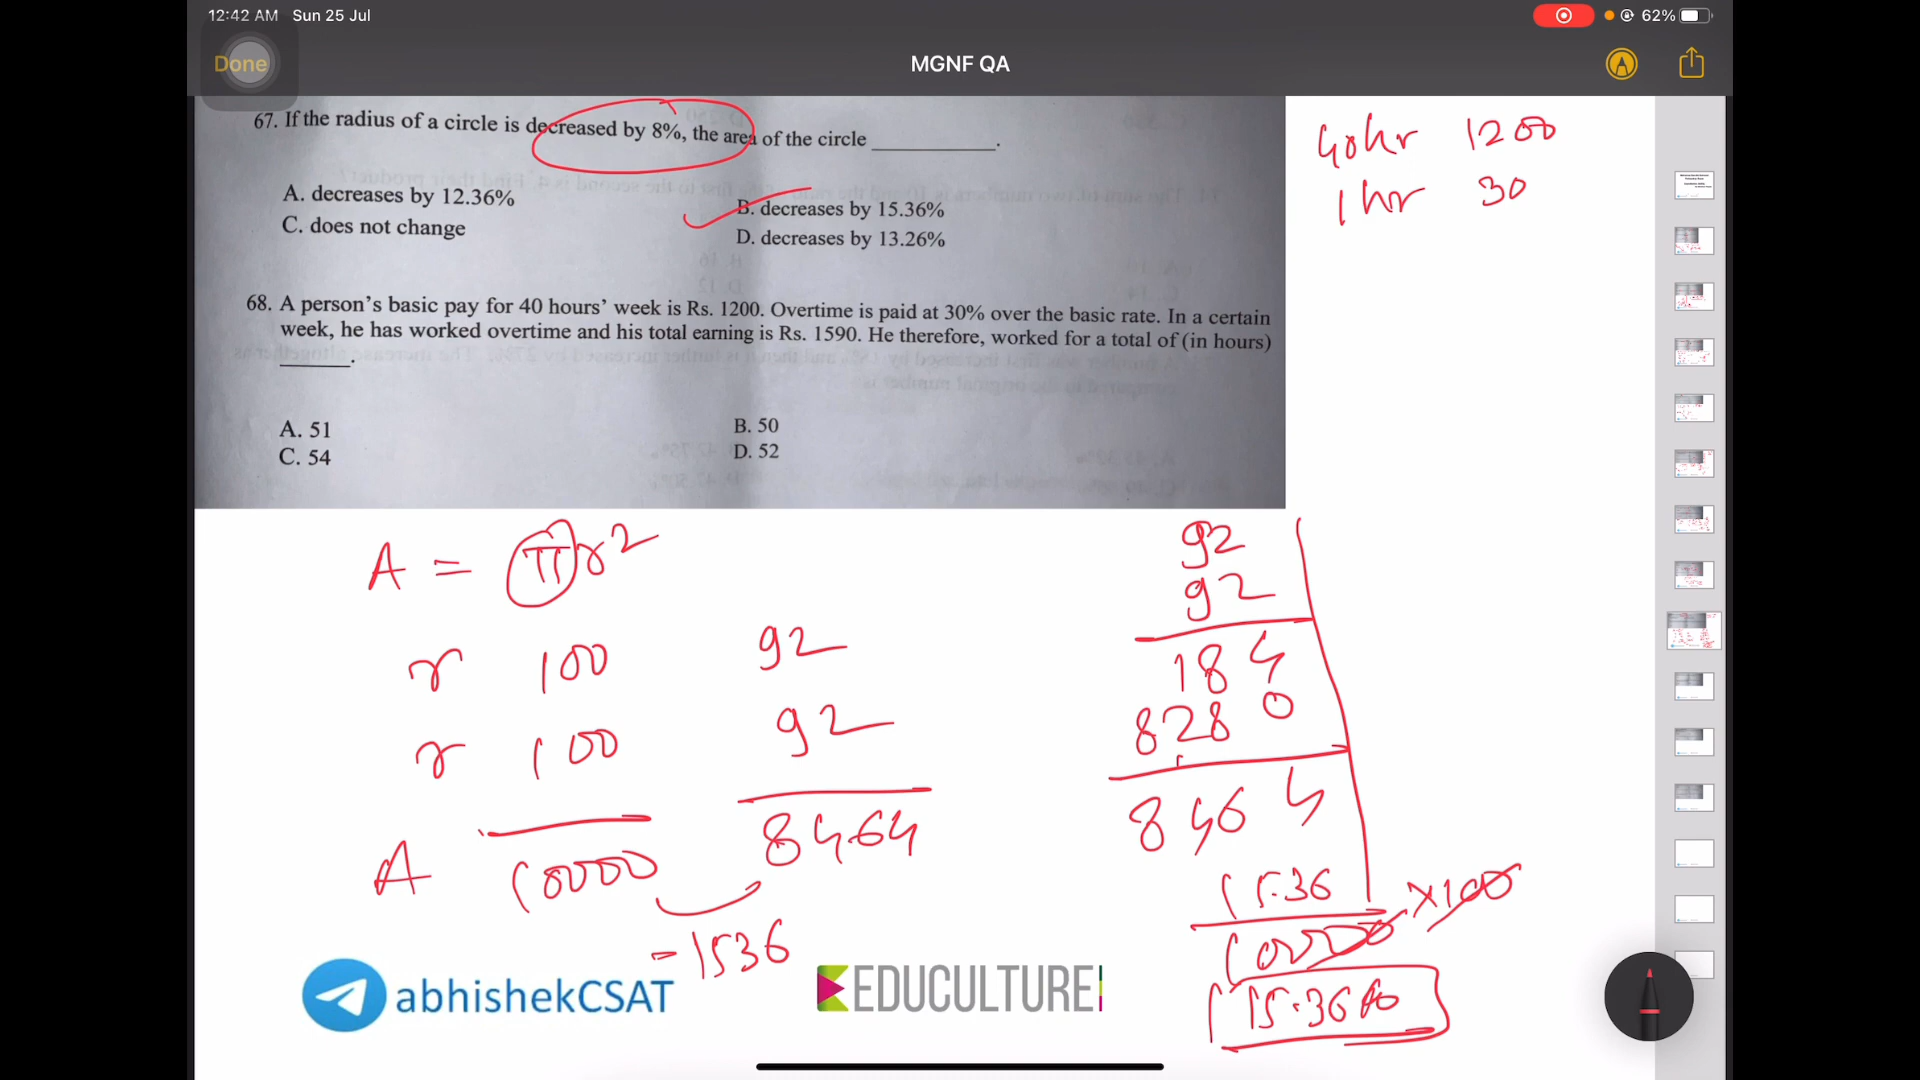 12:42 AM Sun 25 Jul
62%
Done
MGNF QA
67. If the radius of a circle is decreased by 8%, the area of the circle ____________.
A. decreases by 12.36%
B. decreases by 15.36%
C. does not change
D. decreases by 13.26%
68. A person's basic pay for 40 hours' week is Rs. 1200. Overtime is paid at 30% over the basic rate. In a certain
week, he has worked overtime and his total earning is Rs. 1590. He therefore, worked for a total of (in hours)
_______.
A. 51
B. 50
C. 54
D. 52
40hr 1200
1hr 30
A = πr2
r 100 92
r 100 92
A 10000 8464
-1536
92
92
184
8280
8464
1536
10000 ×100
15.36%
abhishekCSAT
EDUCULTURE